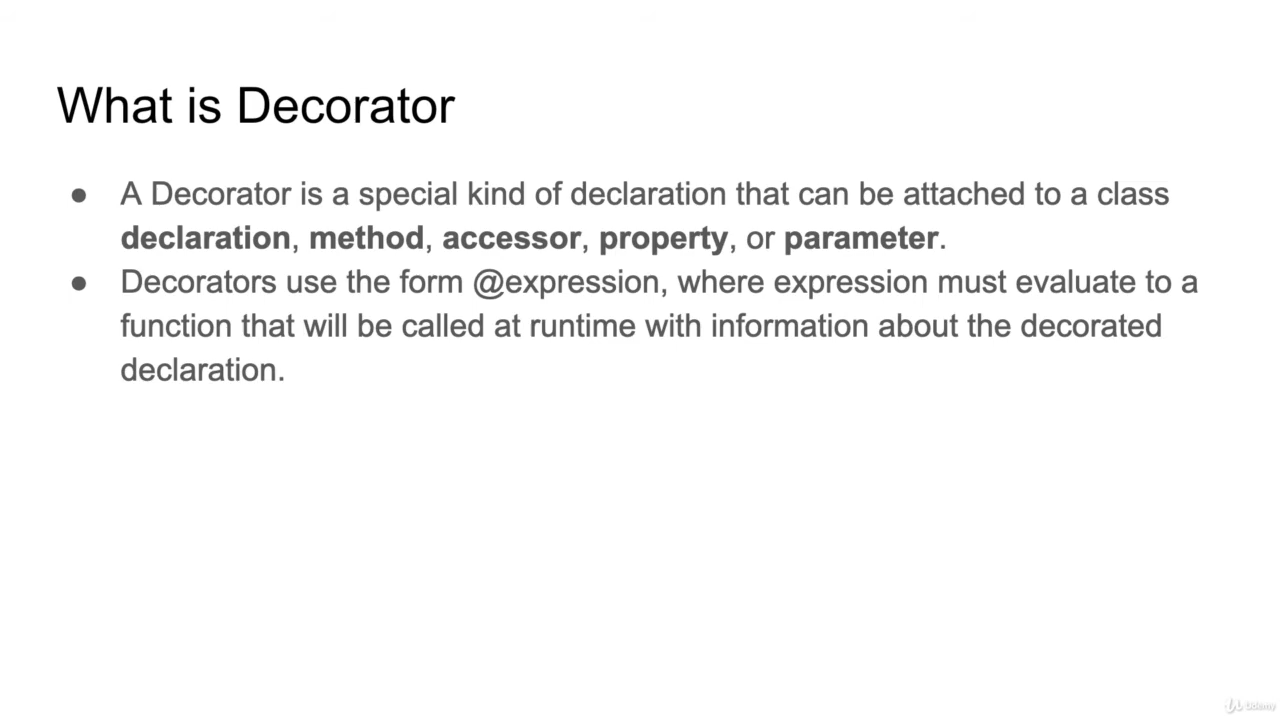 What is Decorator
● A Decorator is a special kind of declaration that can be attached to a class
declaration, method, accessor, property, or parameter.
● Decorators use the form @expression, where expression must evaluate to a
function that will be called at runtime with information about the decorated
declaration.
Udemy